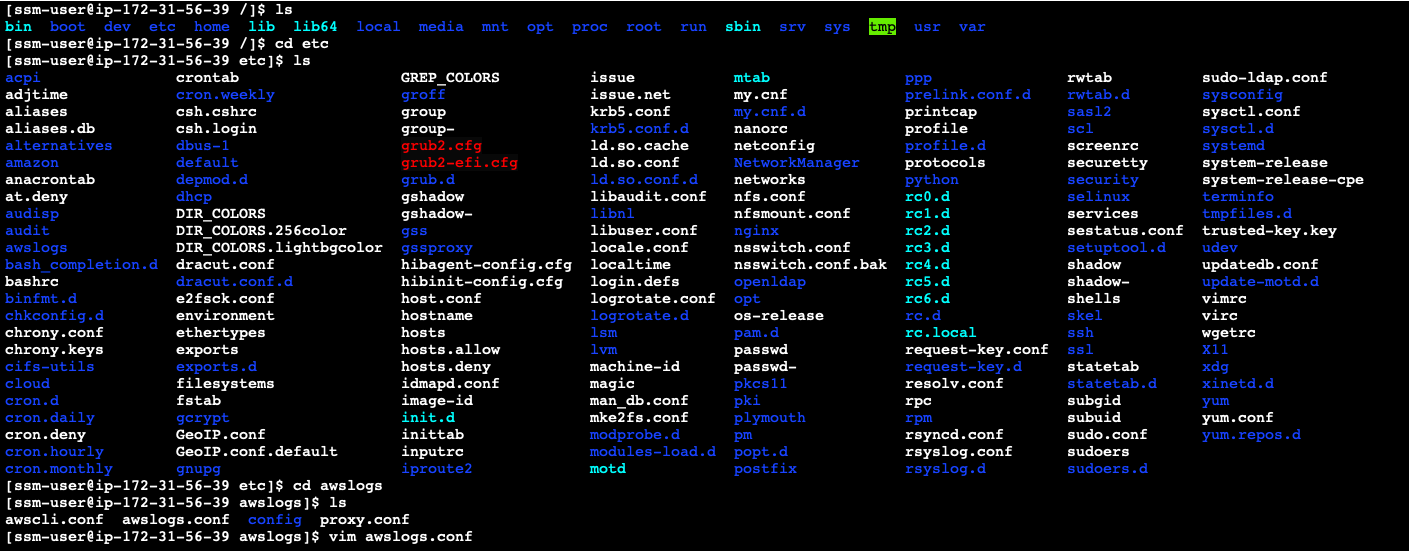 [ssm-user@ip-172-31-56-39 /]$ ls
bin boot dev etc home lib lib64 local media mnt opt proc root run sbin srv sys tmp usr var
[ssm-user@ip-172-31-56-39 /]$ cd etc
[ssm-user@ip-172-31-56-39 etc]$ ls
acpi crontab GREP_COLORS issue mtab ppp rwtab sudo-ldap.conf
adjtime cron.weekly groff issue.net my.cnf prelink.conf.d rwtab.d sysconfig
aliases csh.cshrc group krb5.conf my.cnf.d printcap sasl2 sysctl.conf
aliases.db csh.login group- krb5.conf.d nanorc profile scl sysctl.d
alternatives dbus-1 grub2.cfg ld.so.cache netconfig profile.d screenrc systemd
amazon default grub2-efi.cfg ld.so.conf NetworkManager protocols securetty system-release
anacrontab depmod.d grub.d ld.so.conf.d networks python security system-release-cpe
at.deny dhcp gshadow libaudit.conf nfs.conf rc0.d selinux terminfo
audisp DIR_COLORS gshadow- libnl nfsmount.conf rc1.d services tmpfiles.d
audit DIR_COLORS.256color gss libuser.conf nginx rc2.d sestatus.conf trusted-key.key
awslogs DIR_COLORS.lightbgcolor gssproxy locale.conf nsswitch.conf rc3.d setuptool.d udev
bash_completion.d dracut.conf hibagent-config.cfg localtime nsswitch.conf.bak rc4.d shadow updatedb.conf
bashrc dracut.conf.d hibinit-config.cfg login.defs openldap rc5.d shadow- update-motd.d
binfmt.d e2fsck.conf host.conf logrotate.conf opt rc6.d shells vimrc
chkconfig.d environment hostname logrotate.d os-release rc.d skel virc
chrony.conf ethertypes hosts lsm pam.d rc.local ssh wgetrc
chrony.keys exports hosts.allow lvm passwd request-key.conf ssl X11
cifs-utils exports.d hosts.deny machine-id passwd- request-key.d statetab xdg
cloud filesystems idmapd.conf magic pkcs11 resolv.conf statetab.d xinetd.d
cron.d fstab image-id man_db.conf pki rpc subgid yum
cron.daily gcrypt init.d mke2fs.conf plymouth rpm subuid yum.conf
cron.deny GeoIP.conf inittab modprobe.d pm rsyncd.conf sudo.conf yum.repos.d
cron.hourly GeoIP.conf.default inputrc modules-load.d popt.d rsyslog.conf sudoers
cron.monthly gnupg iproute2 motd postfix rsyslog.d sudoers.d
[ssm-user@ip-172-31-56-39 etc]$ cd awslogs
[ssm-user@ip-172-31-56-39 awslogs]$ ls
awscli.conf awslogs.conf config proxy.conf
[ssm-user@ip-172-31-56-39 awslogs]$ vim awslogs.conf